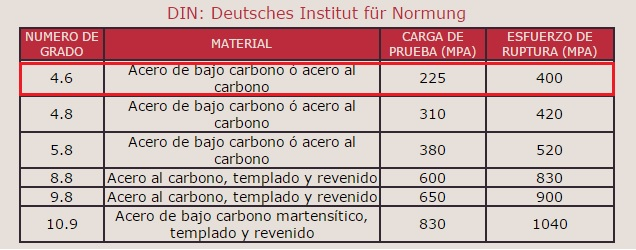 DIN: Deutsches Institut für Normung
NUMERO DE GRADO MATERIAL CARGA DE PRUEBA (MPA) ESFUERZO DE RUPTURA (MPA)
4.6 Acero de bajo carbono ó acero al carbono 225 400
4.8 Acero de bajo carbono ó acero al carbono 310 420
5.8 Acero de bajo carbono ó acero al carbono 380 520
8.8 Acero al carbono, templado y revenido 600 830
9.8 Acero al carbono, templado y revenido 650 900
10.9 Acero de bajo carbono martensítico, templado y revenido 830 1040